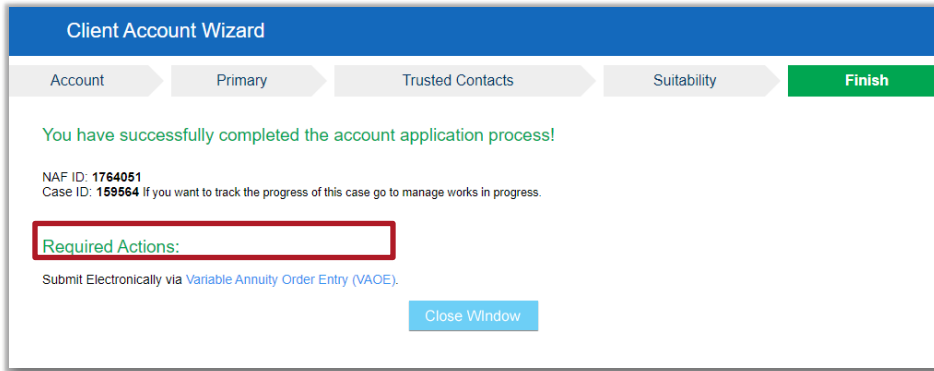 Client Account Wizard
Account Primary Trusted Contacts Suitability Finish
You have successfully completed the account application process!
NAF ID: 1764051
Case ID: 159564 If you want to track the progress of this case go to manage works in progress.
Required Actions:
Submit Electronically via Variable Annuity Order Entry (VAOE).
Close WIndow